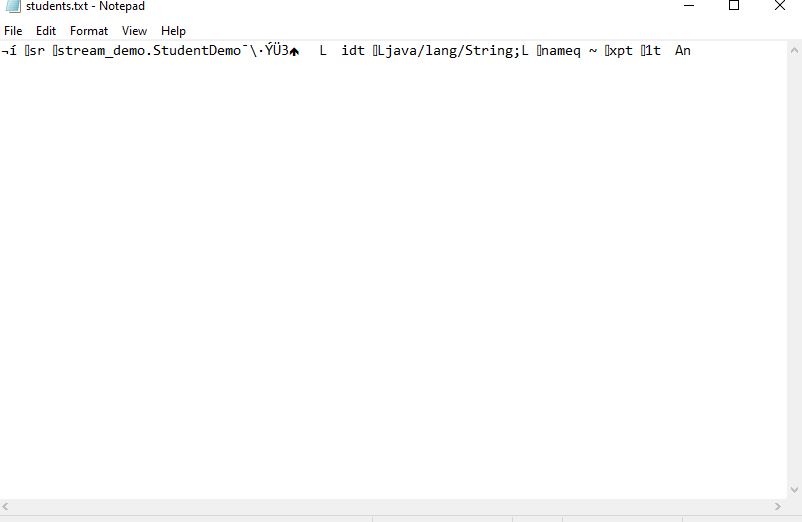 students.txt - Notepad
File Edit Format View Help
¬í ▯sr ▯stream_demo.StudentDemo¯\·ÝÜ3♠ L idt ▯Ljava/lang/String;L ▯nameq ~ ▯xpt ▯1t An